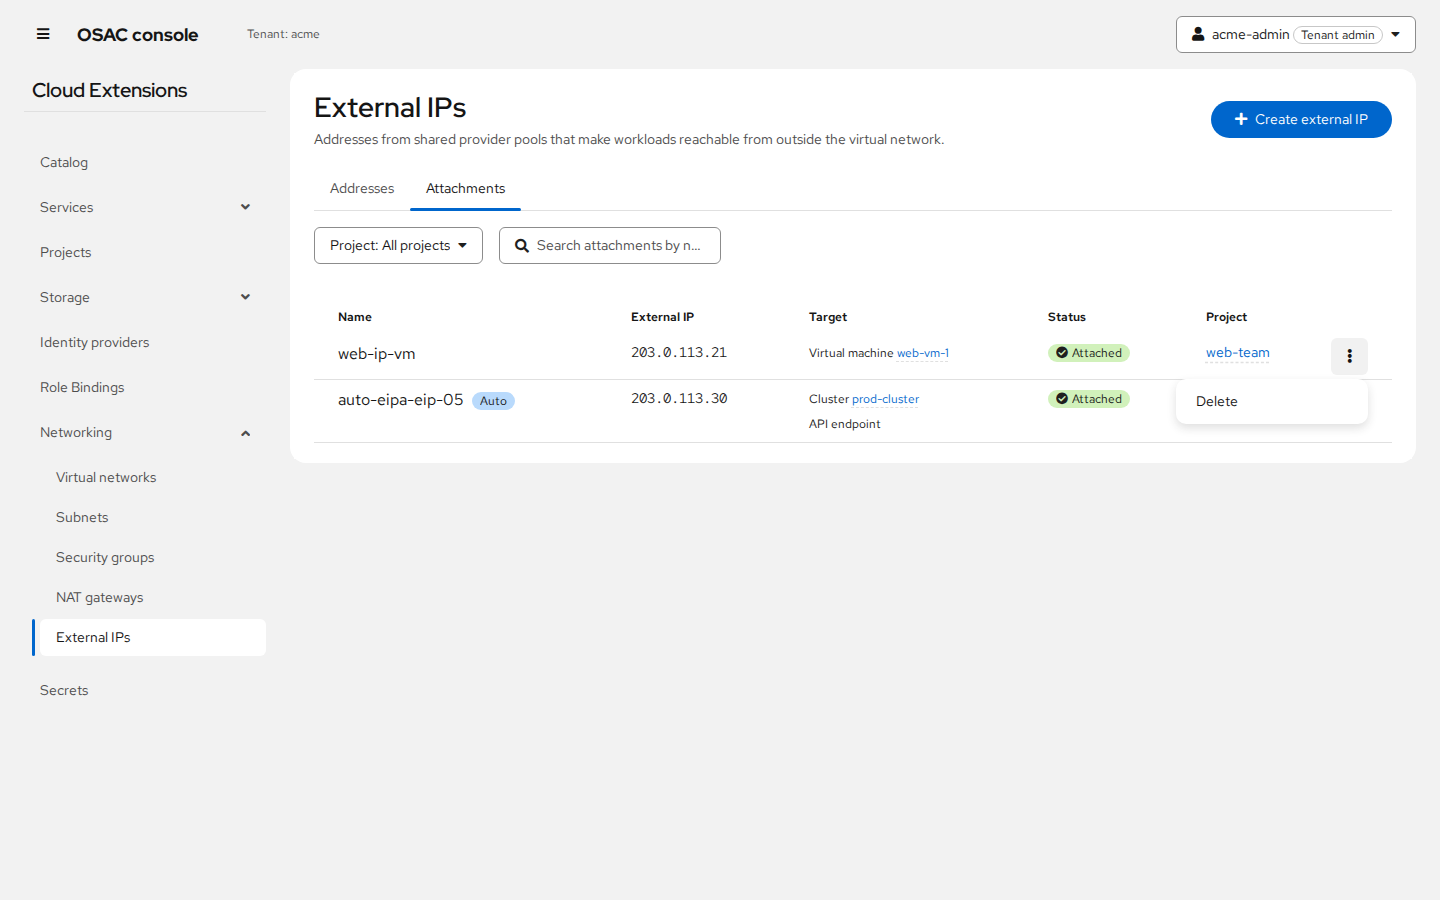 OSAC console
Tenant: acme
acme-admin Tenant admin
Cloud Extensions
Catalog
Services
Projects
Storage
Identity providers
Role Bindings
Networking
Virtual networks
Subnets
Security groups
NAT gateways
External IPs
Secrets
External IPs
Addresses from shared provider pools that make workloads reachable from outside the virtual network.
Create external IP
Addresses Attachments
Project: All projects
Search attachments by n...
Name External IP Target Status Project
web-ip-vm 203.0.113.21 Virtual machine web-vm-1 Attached web-team
auto-eipa-eip-05 Auto 203.0.113.30 Cluster prod-cluster Attached
API endpoint
Delete